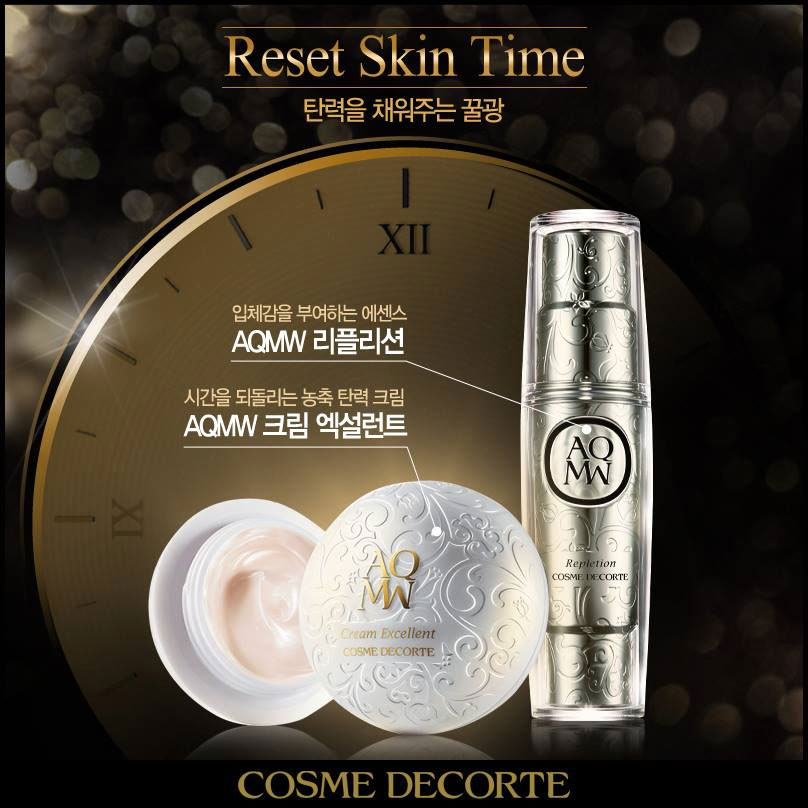 Reset Skin Time
탄력을 채워주는 꿀광
XII
입체감을 부여하는 에센스
AQMW 리플리션
시간을 되돌리는 농축 탄력 크림
AQMW 크림 엑설런트
IX
AQ
MW
Repletion
COSME DECORTE
AQ
MW
Cream Excellent
COSME DECORTE
COSME DECORTE